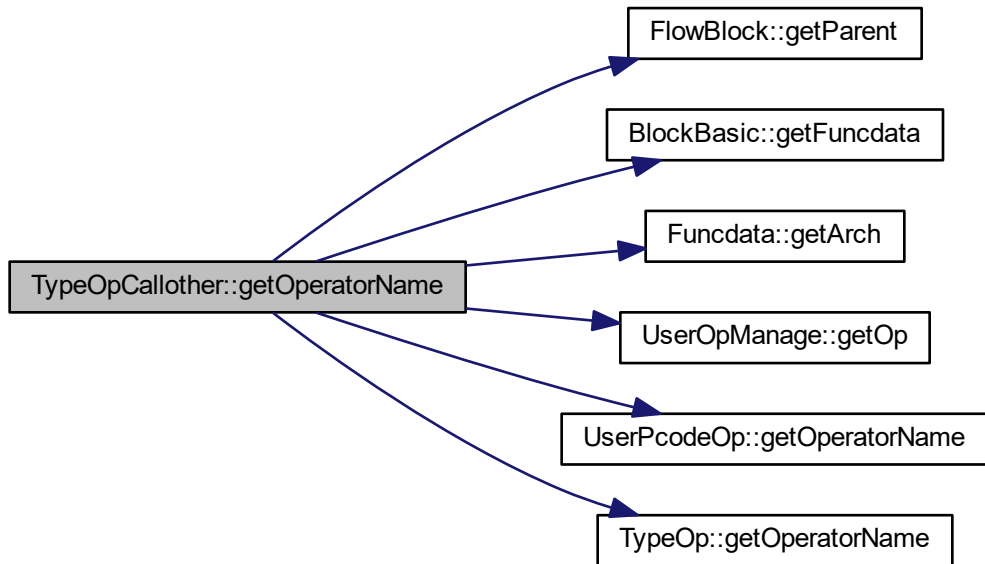 FlowBlock::getParent
BlockBasic::getFuncdata
Funcdata::getArch
TypeOpCallother::getOperatorName
UserOpManage::getOp
UserPcodeOp::getOperatorName
TypeOp::getOperatorName